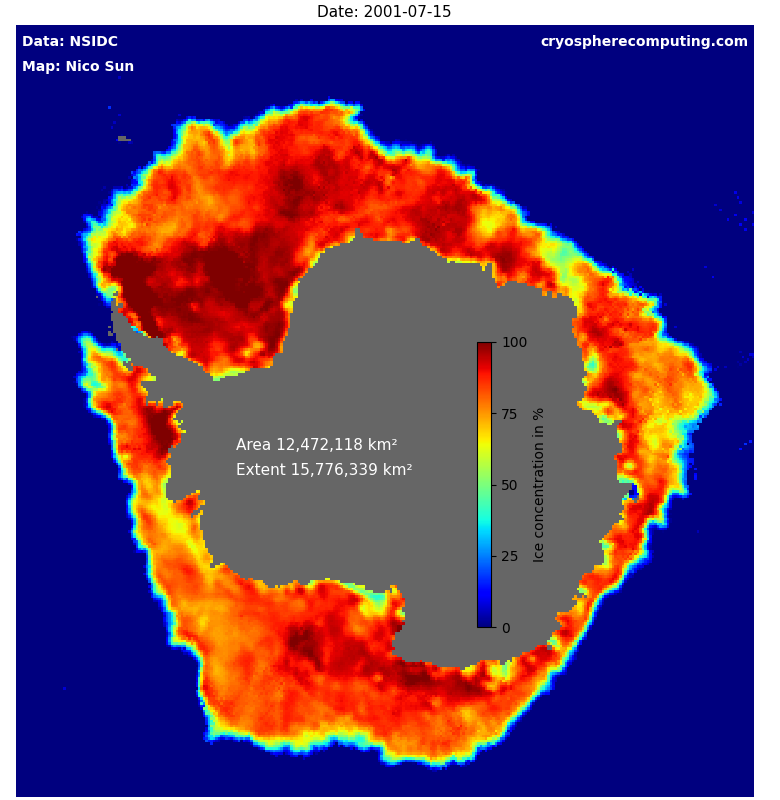 Date: 2001-07-15
Data: NSIDC
cryospherecomputing.com
Map: Nico Sun
100
75
50
25
0
Ice concentration in %
Area 12,472,118 km²
Extent 15,776,339 km²